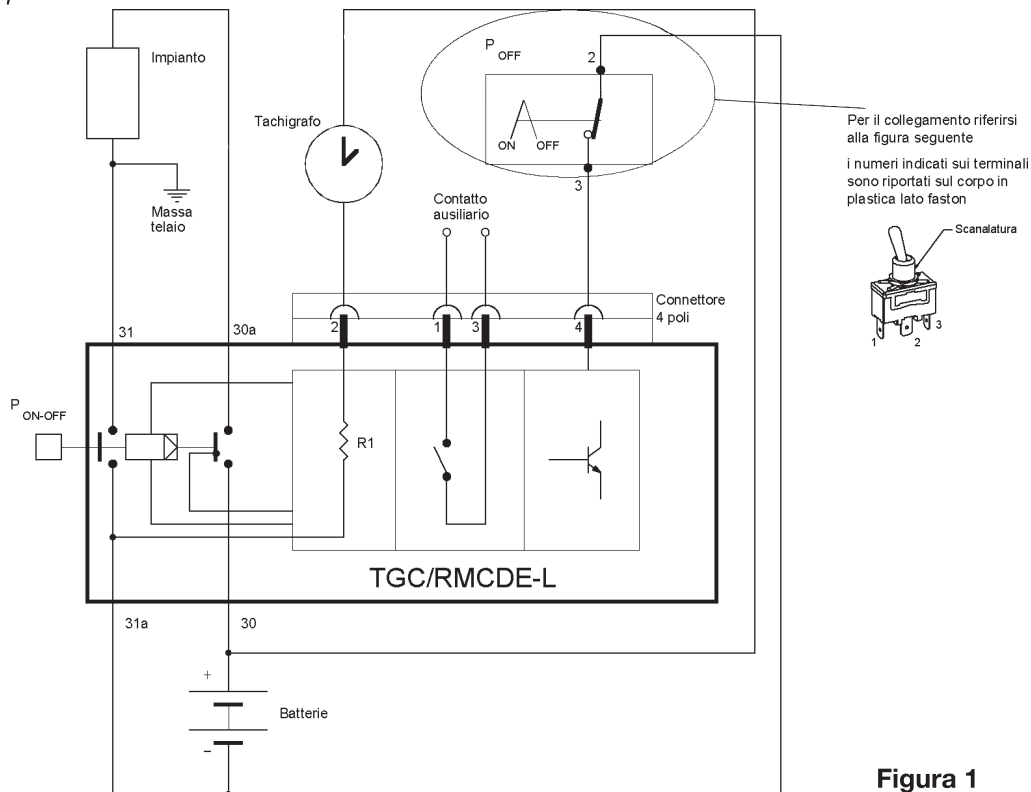 Impianto
P OFF
2
Tachigrafo
ON OFF
3
Per il collegamento riferirsi
alla figura seguente
i numeri indicati sui terminali
sono riportati sul corpo in
plastica lato faston
Scanalatura
1 2 3
Massa
telaio
Contatto
ausiliario
Connettore
4 poli
31
30a
2
1
3
4
P ON-OFF
R1
TGC/RMCDE-L
31a
30
+
Batterie
–
Figura 1